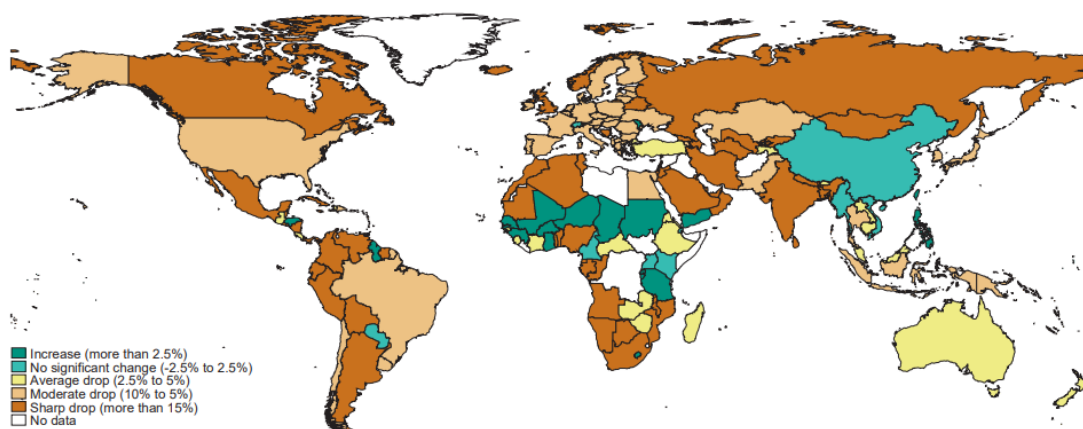 Increase (more than 2.5%)
No significant change (-2.5% to 2.5%)
Average drop (2.5% to 5%)
Moderate drop (10% to 5%)
Sharp drop (more than 15%)
No data